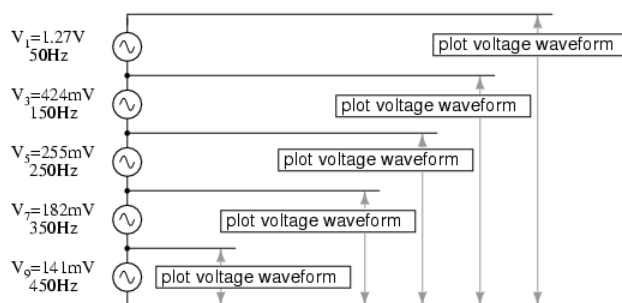 V1=1.27V
50Hz
plot voltage waveform
V3=424mV
150Hz
plot voltage waveform
V5=255mV
250Hz
plot voltage waveform
V7=182mV
350Hz
plot voltage waveform
V9=141mV
450Hz
plot voltage waveform